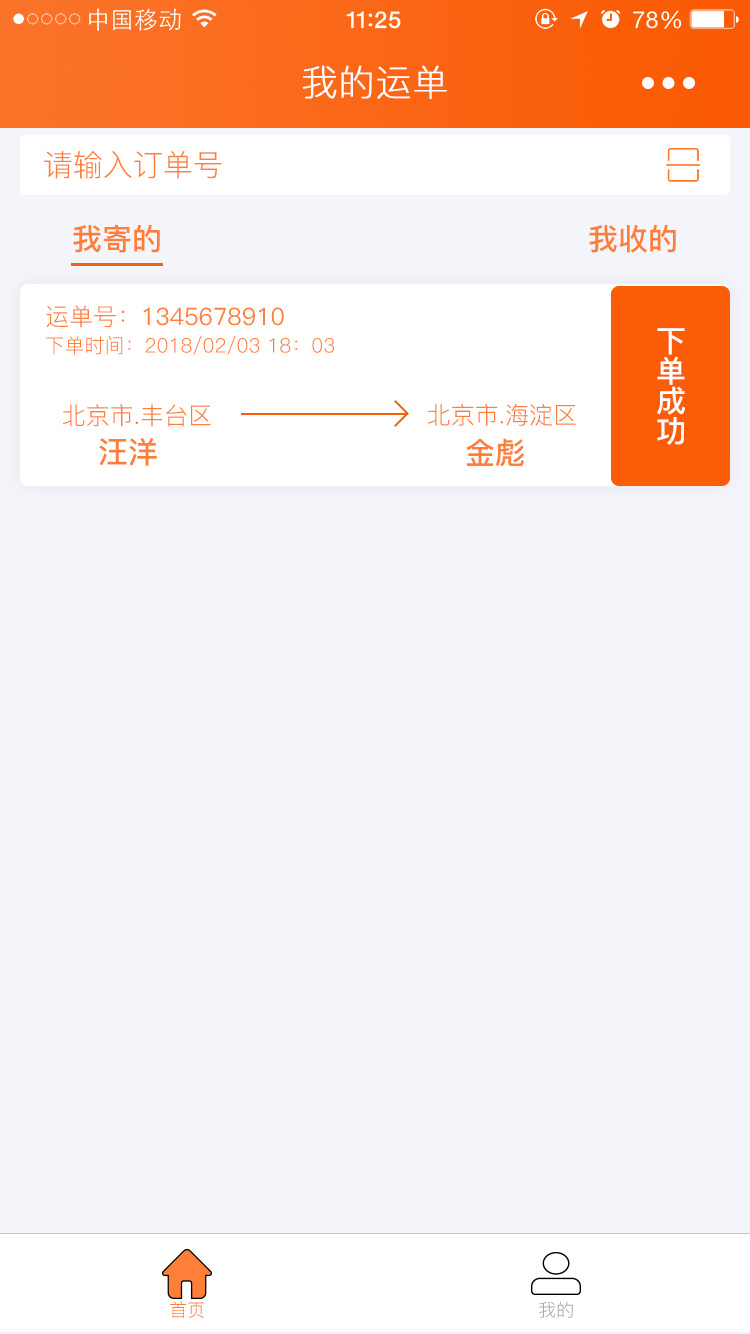 中国移动 11:25 78%
我的运单
请输入订单号
我寄的 我收的
运单号：1345678910
下单时间：2018/02/03 18：03
下单成功
北京市.丰台区 北京市.海淀区
汪洋 金彪
首页 我的